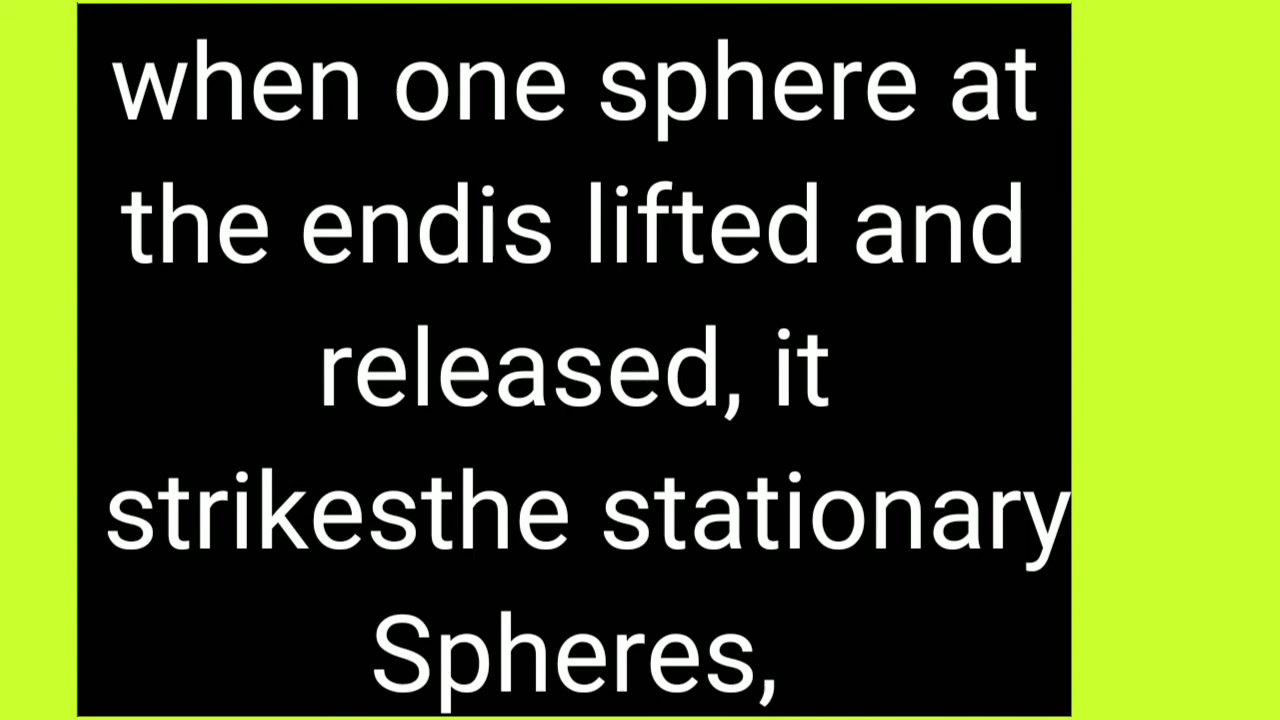 when one sphere at
the endis lifted and
released, it
strikesthe stationary
Spheres,